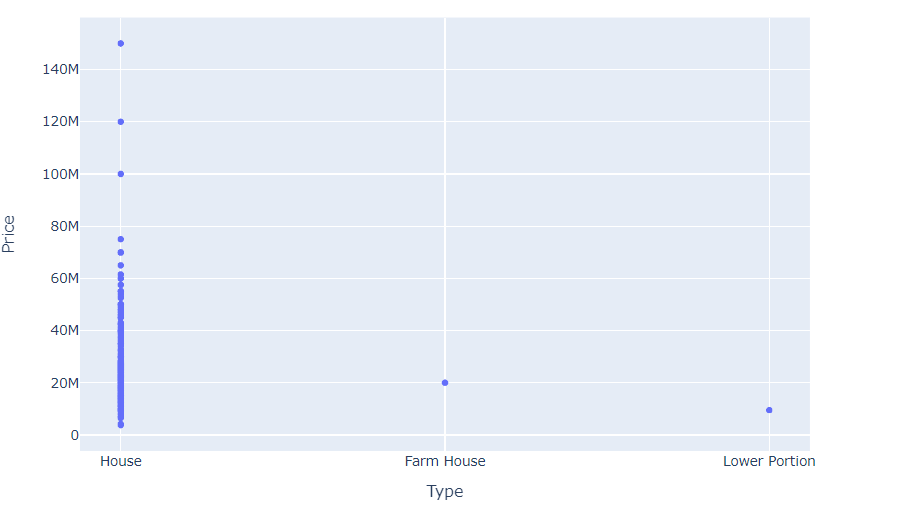 Price
140M
120M
100M
80M
60M
40M
20M
0
House Farm House Lower Portion
Type